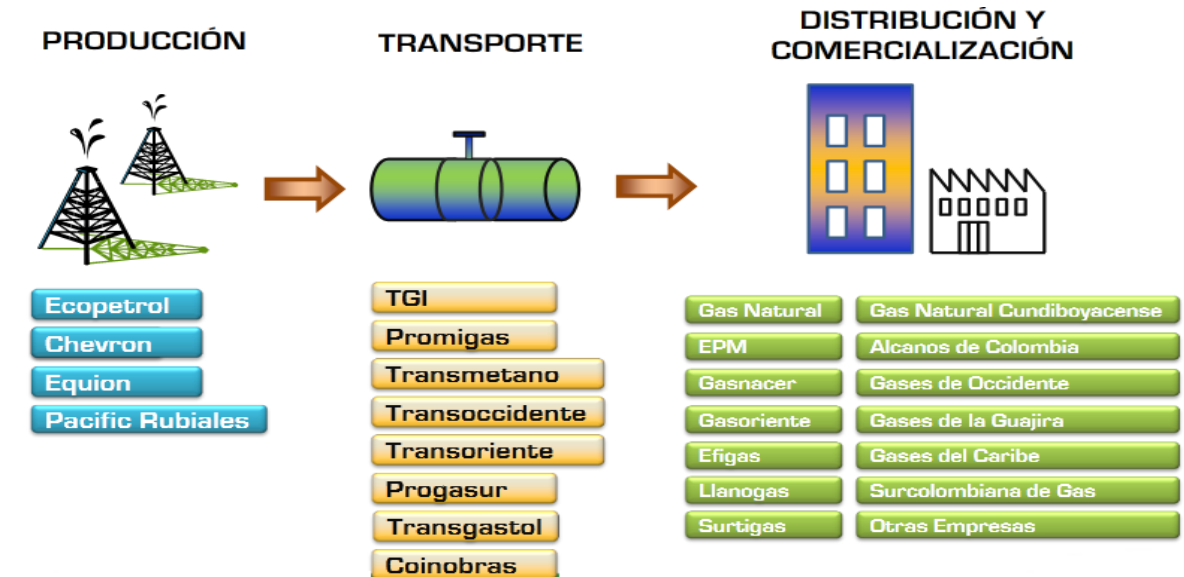 PRODUCCIÓN
TRANSPORTE
DISTRIBUCIÓN Y
COMERCIALIZACIÓN
Ecopetrol
Chevron
Equion
Pacific Rubiales
TGI
Promigas
Transmetano
Transoccidente
Transoriente
Progasur
Transgastol
Coinobras
Gas Natural
EPM
Gasnacer
Gasoriente
Efigas
Llanogas
Surtigas
Gas Natural Cundiboyacense
Alcanos de Colombia
Gases de Occidente
Gases de la Guajira
Gases del Caribe
Surcolombiana de Gas
Otras Empresas